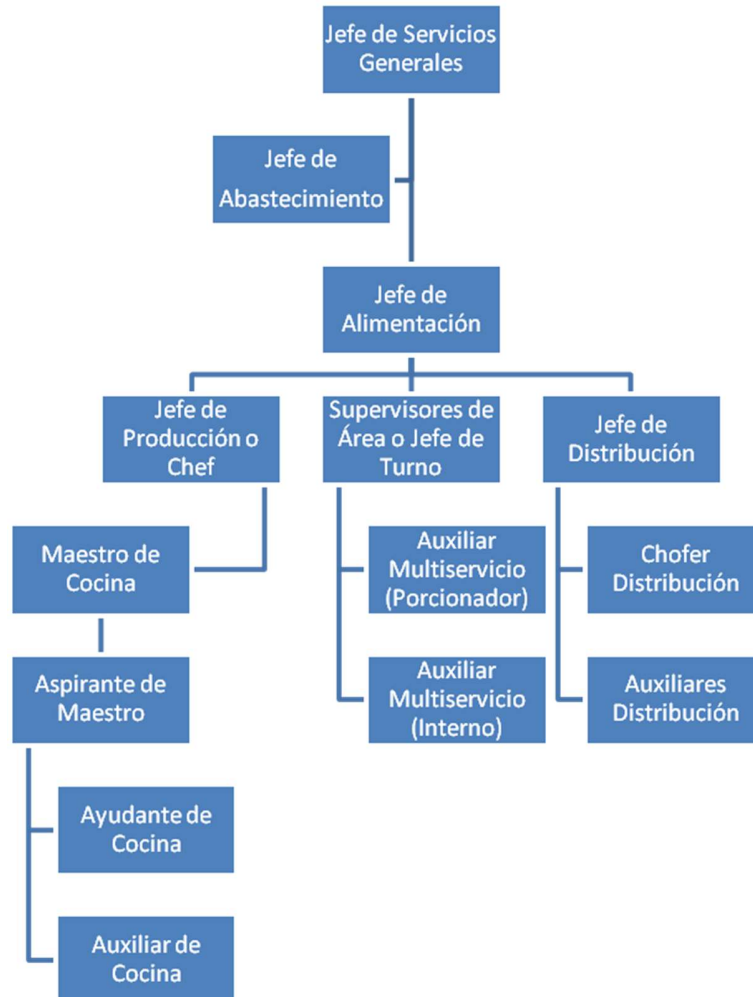 Jefe de Servicios
Generales
Jefe de
Abastecimiento
Jefe de
Alimentación
Jefe de
Producción o
Chef
Supervisores de
Área o Jefe de
Turno
Jefe de
Distribución
Maestro de
Cocina
Auxiliar
Multiservicio
(Porcionador)
Chofer
Distribución
Aspirante de
Maestro
Auxiliar
Multiservicio
(Interno)
Auxiliares
Distribución
Ayudante de
Cocina
Auxiliar de
Cocina